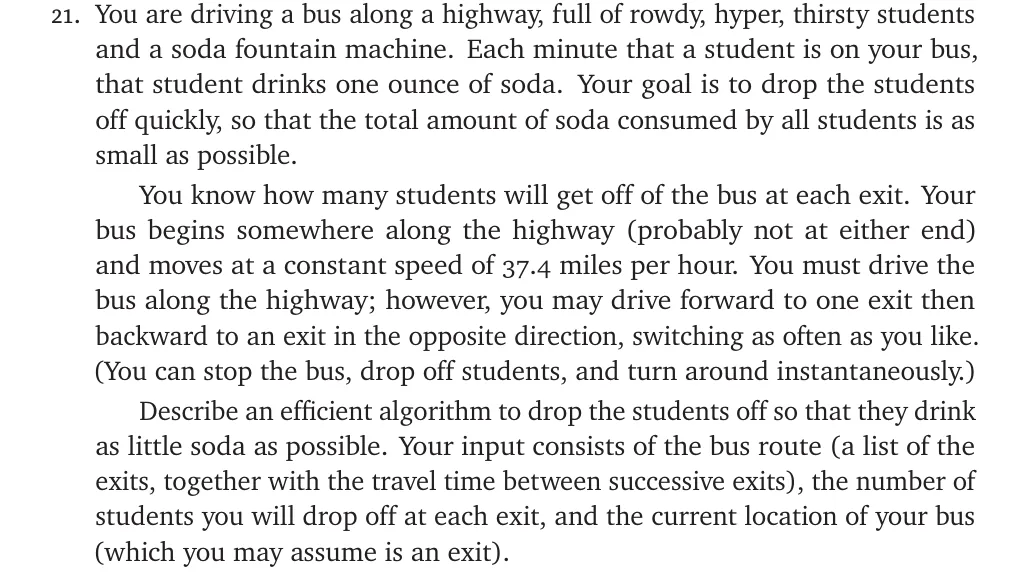 21. You are driving a bus along a highway, full of rowdy, hyper, thirsty students
and a soda fountain machine. Each minute that a student is on your bus,
that student drinks one ounce of soda. Your goal is to drop the students
off quickly, so that the total amount of soda consumed by all students is as
small as possible.
You know how many students will get off of the bus at each exit. Your
bus begins somewhere along the highway (probably not at either end)
and moves at a constant speed of 37.4 miles per hour. You must drive the
bus along the highway; however, you may drive forward to one exit then
backward to an exit in the opposite direction, switching as often as you like.
(You can stop the bus, drop off students, and turn around instantaneously.)
Describe an efficient algorithm to drop the students off so that they drink
as little soda as possible. Your input consists of the bus route (a list of the
exits, together with the travel time between successive exits), the number of
students you will drop off at each exit, and the current location of your bus
(which you may assume is an exit).